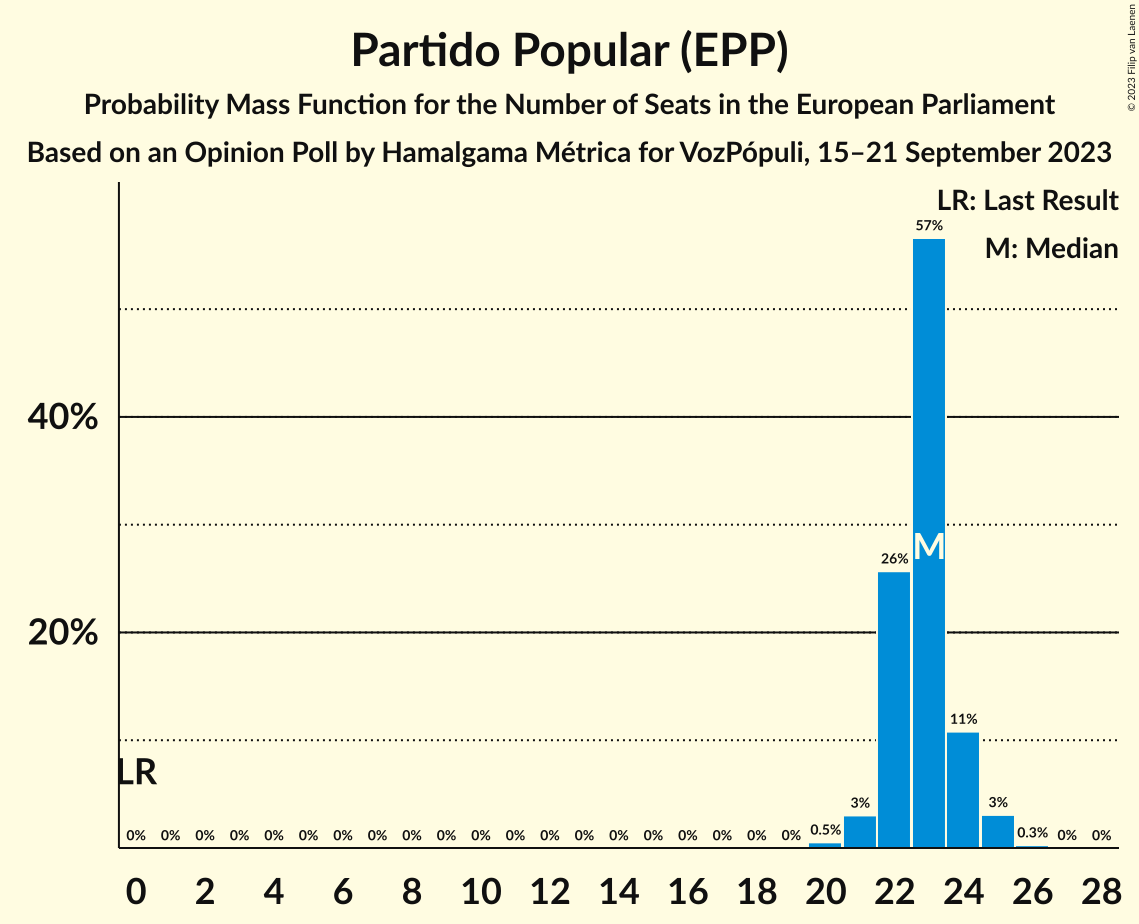 Partido Popular (EPP)
Probability Mass Function for the Number of Seats in the European Parliament
Based on an Opinion Poll by Hamalgama Métrica for VozPópuli, 15–21 September 2023
© 2023 Filip van Laenen
LR: Last Result
M: Median
57%
40%
M
26%
20%
11%
LR
3%
3%
0% 0% 0% 0% 0% 0% 0% 0% 0% 0% 0% 0% 0% 0% 0% 0% 0% 0% 0% 0% 0.5% 0.3% 0% 0%
0 2 4 6 8 10 12 14 16 18 20 22 24 26 28